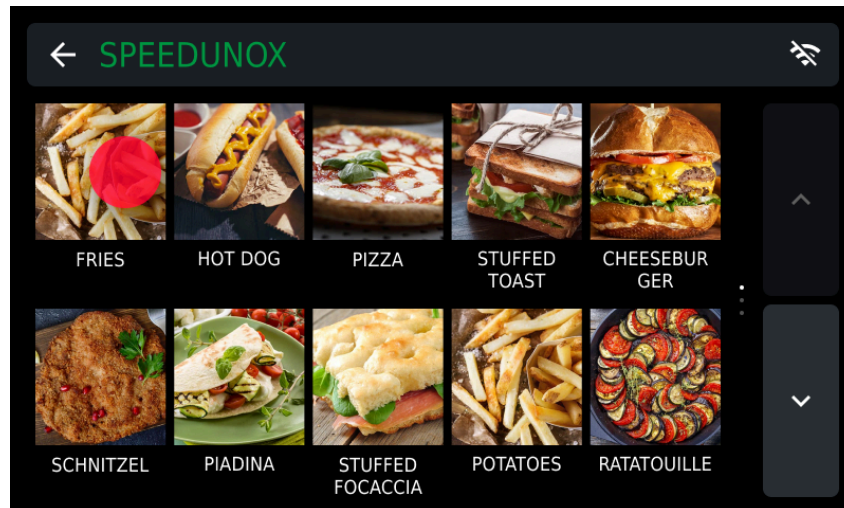 SPEEDUNOX
FRIES
HOT DOG
PIZZA
STUFFED
TOAST
CHEESEBUR
GER
SCHNITZEL
PIADINA
STUFFED
FOCACCIA
POTATOES
RATATOUILLE